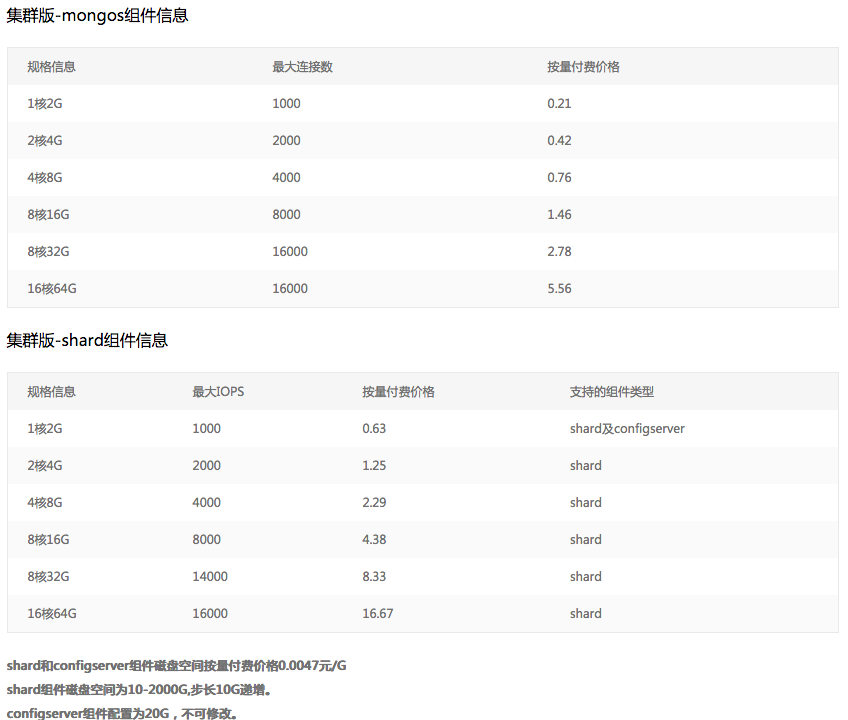 集群版-mongos组件信息
规格信息 最大连接数 按量付费价格
1核2G 1000 0.21
2核4G 2000 0.42
4核8G 4000 0.76
8核16G 8000 1.46
8核32G 16000 2.78
16核64G 16000 5.56
集群版-shard组件信息
规格信息 最大IOPS 按量付费价格 支持的组件类型
1核2G 1000 0.63 shard及configserver
2核4G 2000 1.25 shard
4核8G 4000 2.29 shard
8核16G 8000 4.38 shard
8核32G 14000 8.33 shard
16核64G 16000 16.67 shard
shard和configserver组件磁盘空间按量付费价格0.0047元/G
shard组件磁盘空间为10-2000G,步长10G递增。
configserver组件配置为20G，不可修改。